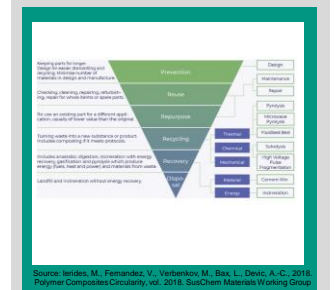 Keeping parts for longer.
Design for easier dismantling and
recycling. Minimise number of
materials in design and manufacture.
Prevention
Design
Maintenance
Checking, cleaning, repairing, refurbish-
ing, repair for whole items or spare parts.
Reuse
Repair
Re-use an existing part for a different appli-
cation, usually of lower value than the original.
Repurpose
Pyrolysis
Microwave
Pyrolysis
Turning waste into a new substance or product.
Includes composting if it meets protocols.
Recycling
Thermal
Fluidised Bed
Chemical
Solvolysis
Includes anaerobic digestion, incineration with energy
recovery, gasification and pyrolysis which produce
energy (fuels, heat and power) and materials from waste.
Recovery
Mechanical
High Voltage
Pulse
Fragmentation
Landfill and incineration without energy recovery.
Dispo-
sal
Material
Cement Kiln
Energy
Incineration
Source: Ierides, M., Fernandez, V., Verbenkov, M., Bax, L., Devic, A.-C., 2018.
Polymer Composites Circularity, vol. 2018. SusChem Materials Working Group